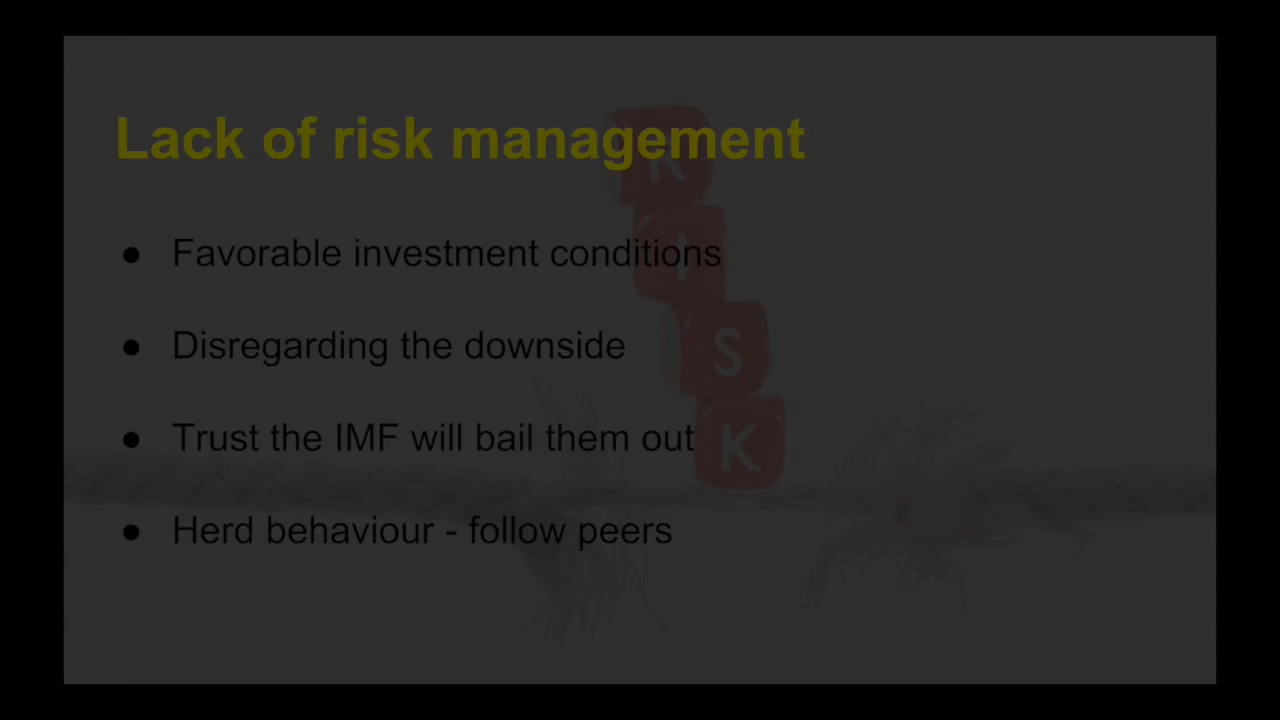 Lack of risk management
● Favorable investment conditions
● Disregarding the downside
● Trust the IMF will bail them out
● Herd behaviour - follow peers
R
I
S
K